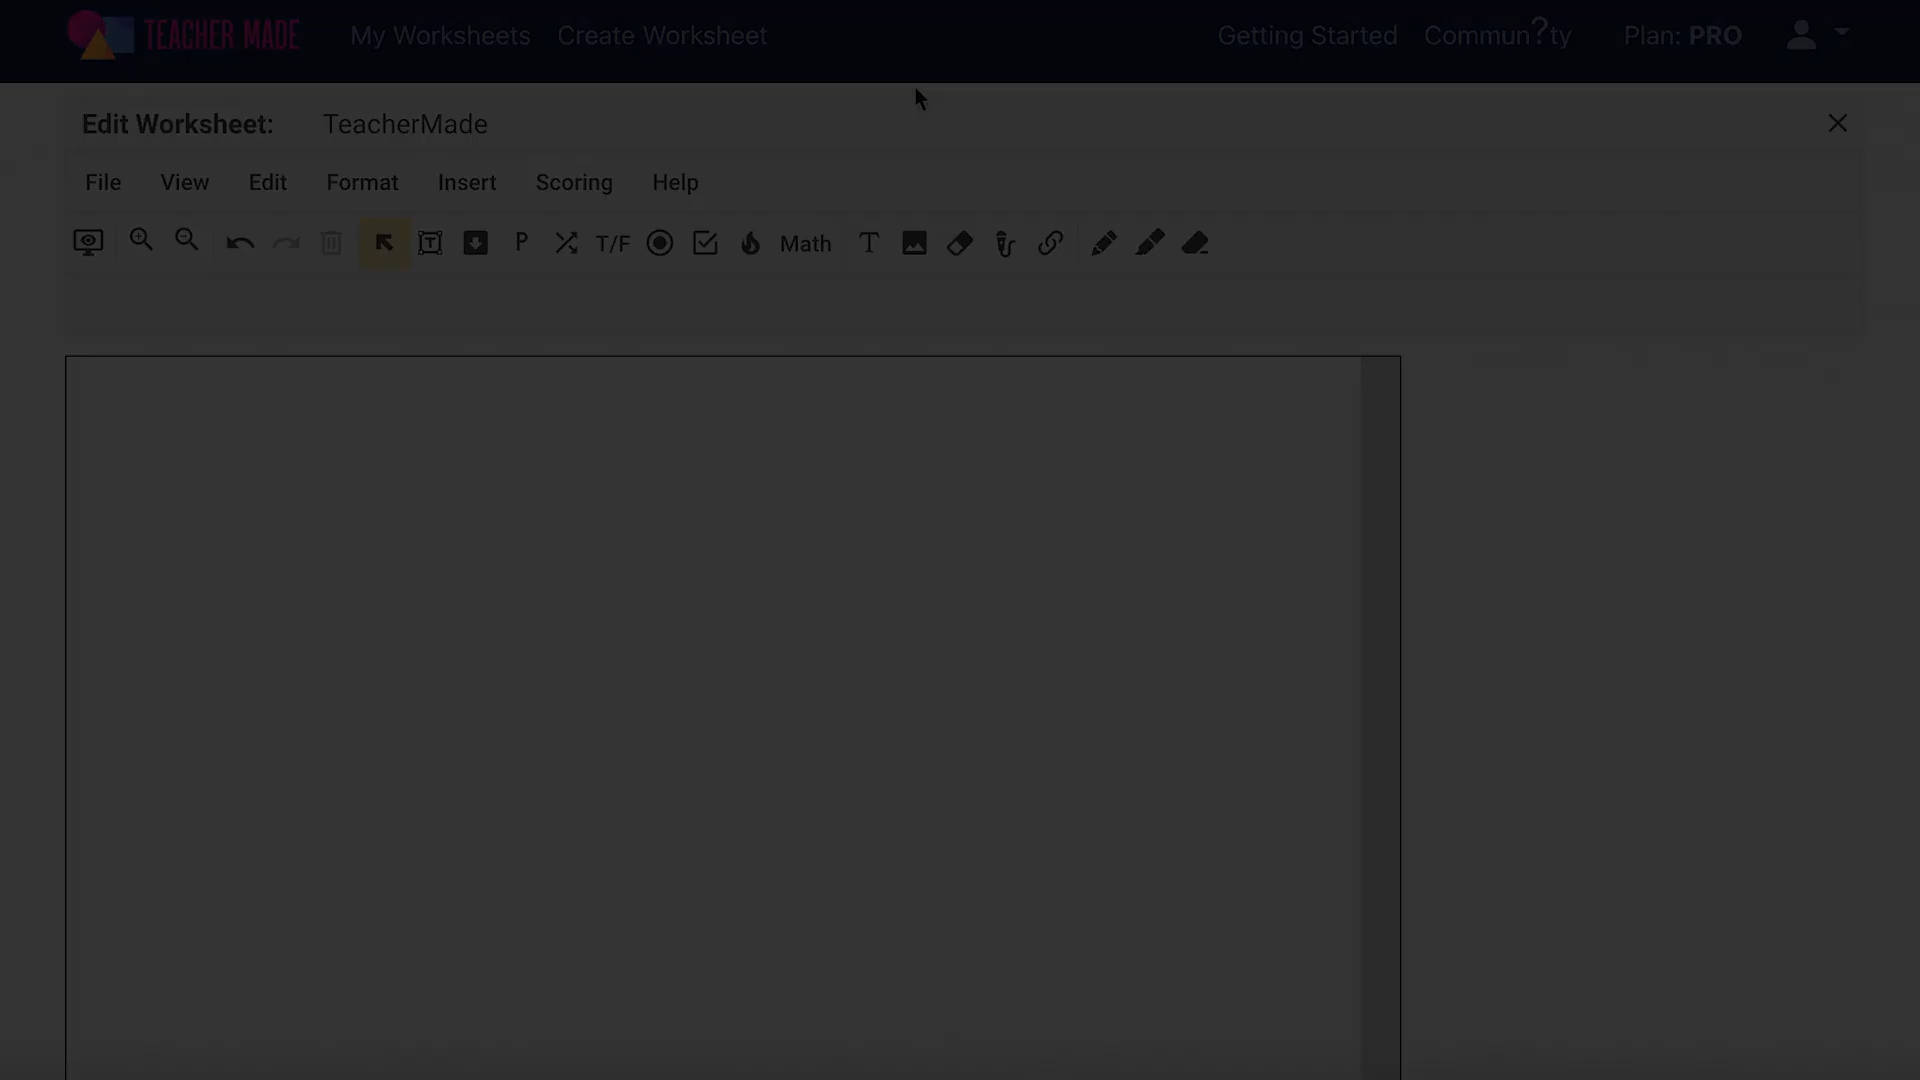 TEACHER MADE My Worksheets Create Worksheet Getting Started Commun?ty Plan: PRO
Edit Worksheet: TeacherMade
File View Edit Format Insert Scoring Help
P T/F Math T